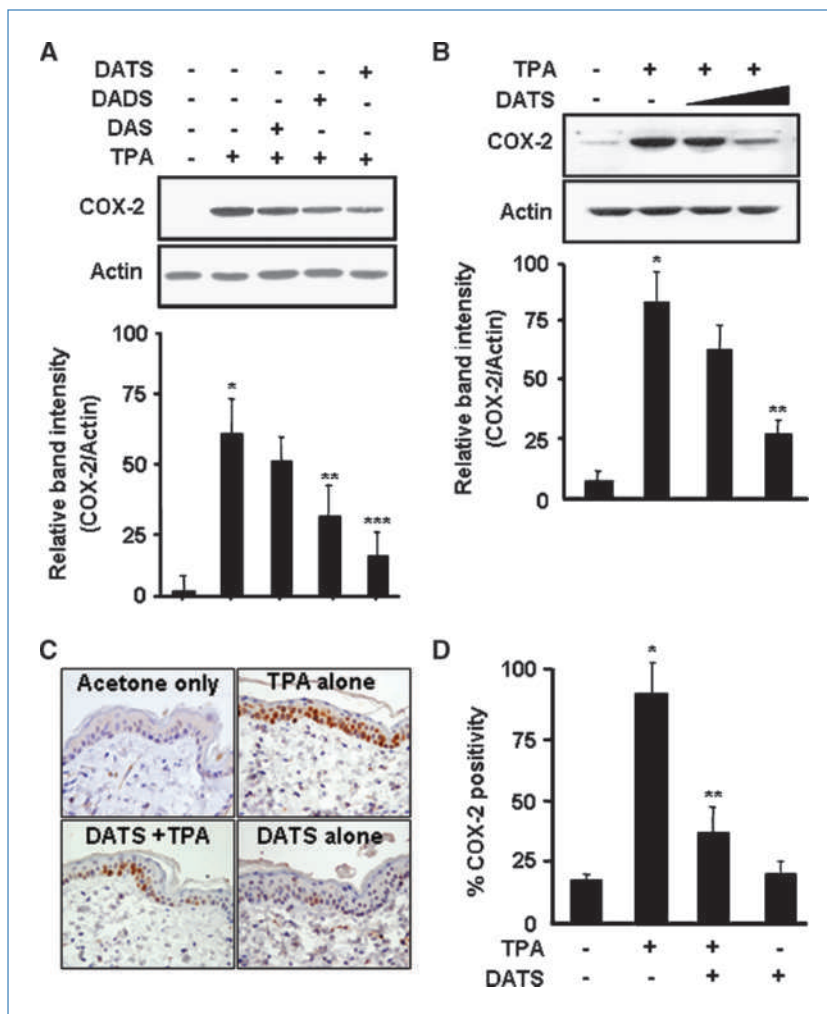 A
DATS - - - - +
DADS - - - + -
DAS - - + - -
TPA - + + + +
COX-2
Actin
100
75
50
25
0
Relative band intensity
(COX-2/Actin)
*
**
***
B
TPA - + + +
DATS - -
COX-2
Actin
100
75
50
25
0
Relative band intensity
(COX-2/Actin)
*
**
C
Acetone only
TPA alone
DATS +TPA
DATS alone
D
100
75
50
25
0
% COX-2 positivity
*
**
TPA - + + -
DATS - - + +